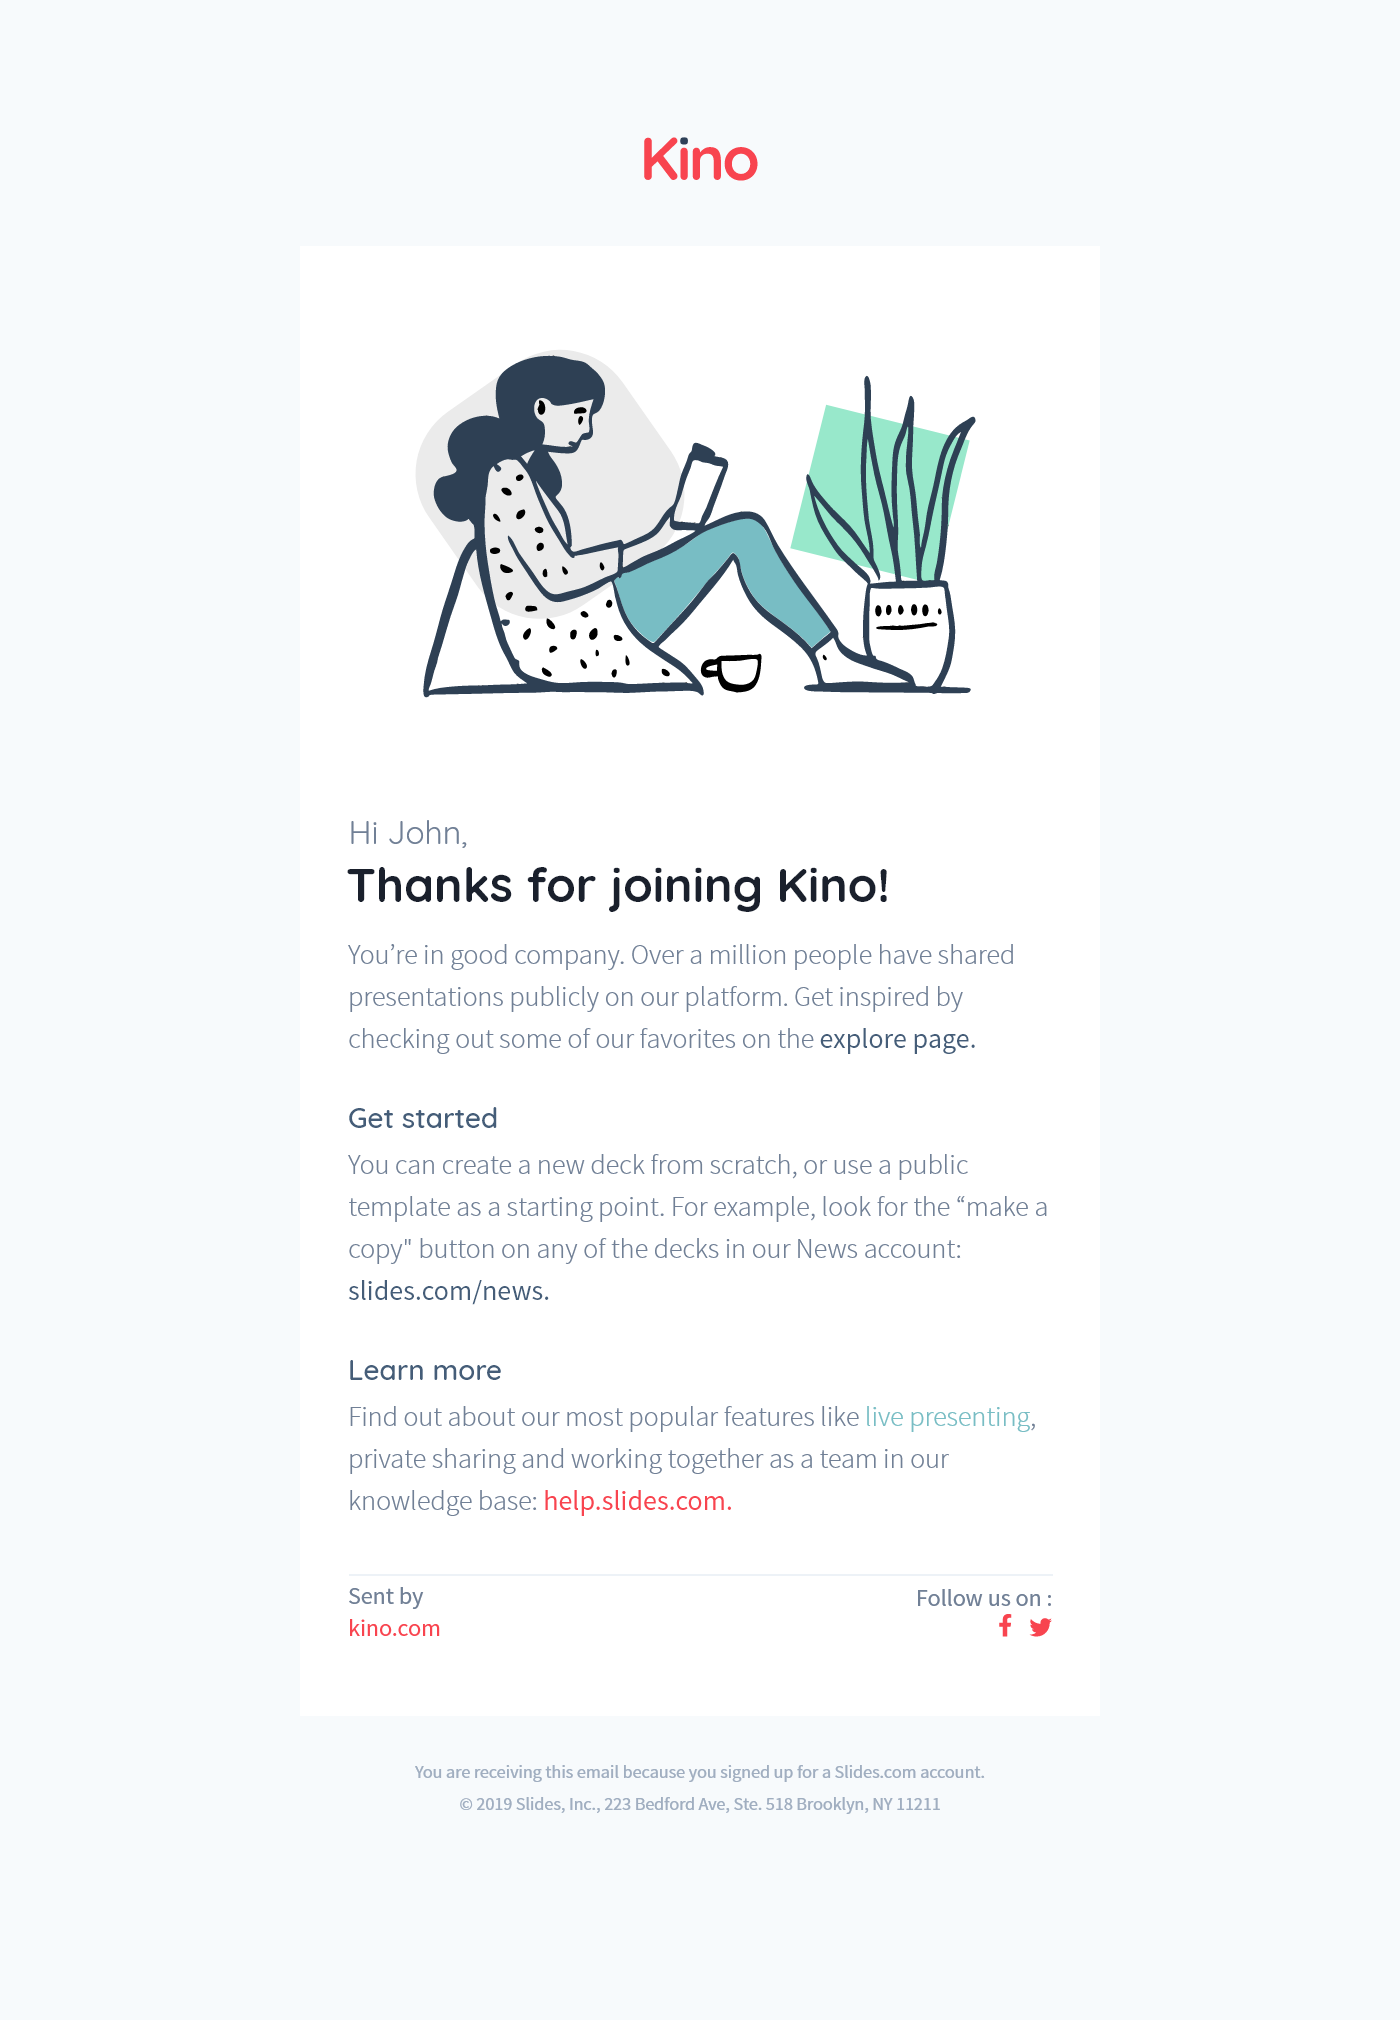 Kino
Hi John,
Thanks for joining Kino!
You’re in good company. Over a million people have shared
presentations publicly on our platform. Get inspired by
checking out some of our favorites on the explore page.
Get started
You can create a new deck from scratch, or use a public
template as a starting point. For example, look for the “make a
copy" button on any of the decks in our News account:
slides.com/news.
Learn more
Find out about our most popular features like live presenting,
private sharing and working together as a team in our
knowledge base: help.slides.com.
Sent by
kino.com
Follow us on :
You are receiving this email because you signed up for a Slides.com account.
© 2019 Slides, Inc., 223 Bedford Ave, Ste. 518 Brooklyn, NY 11211